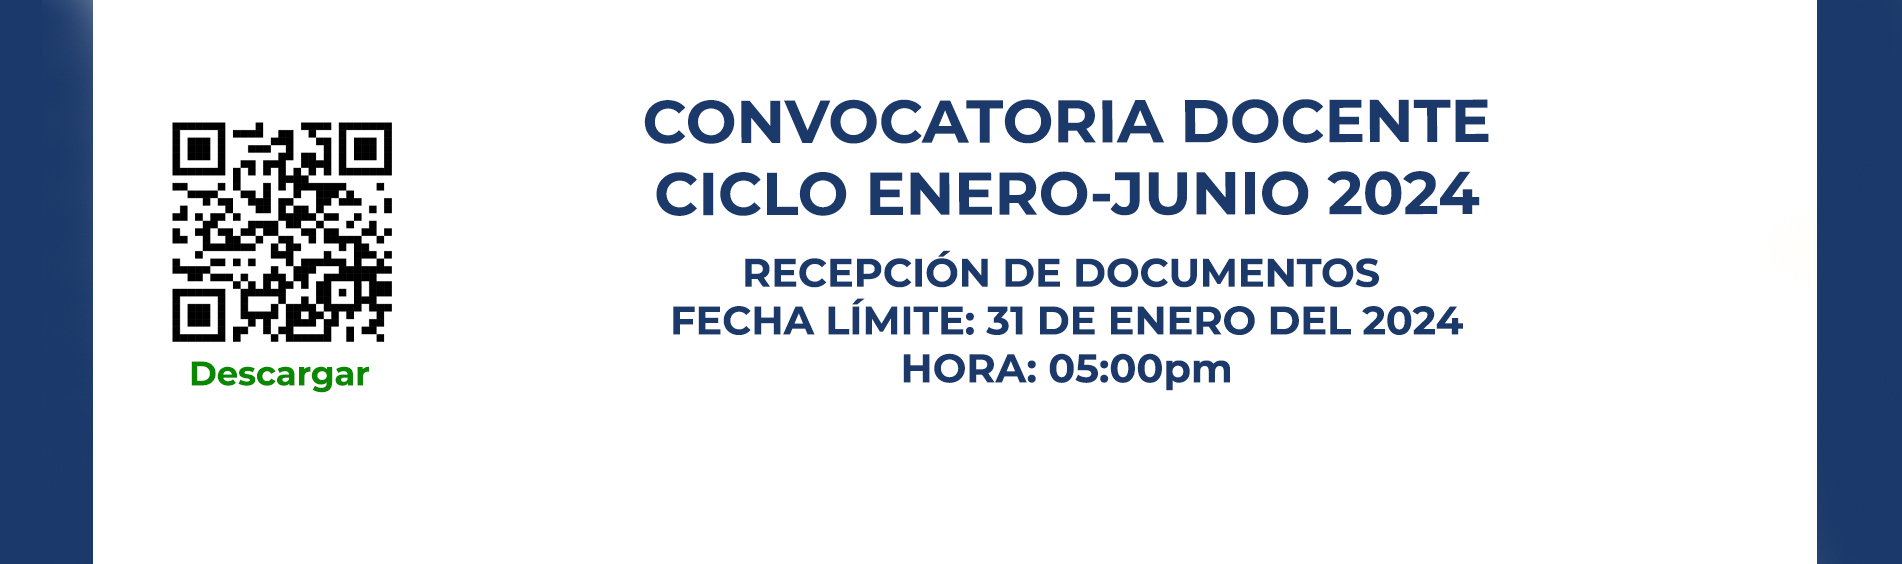 CONVOCATORIA DOCENTE
CICLO ENERO-JUNIO 2024
RECEPCIÓN DE DOCUMENTOS
FECHA LÍMITE: 31 DE ENERO DEL 2024
HORA: 05:00pm
Descargar